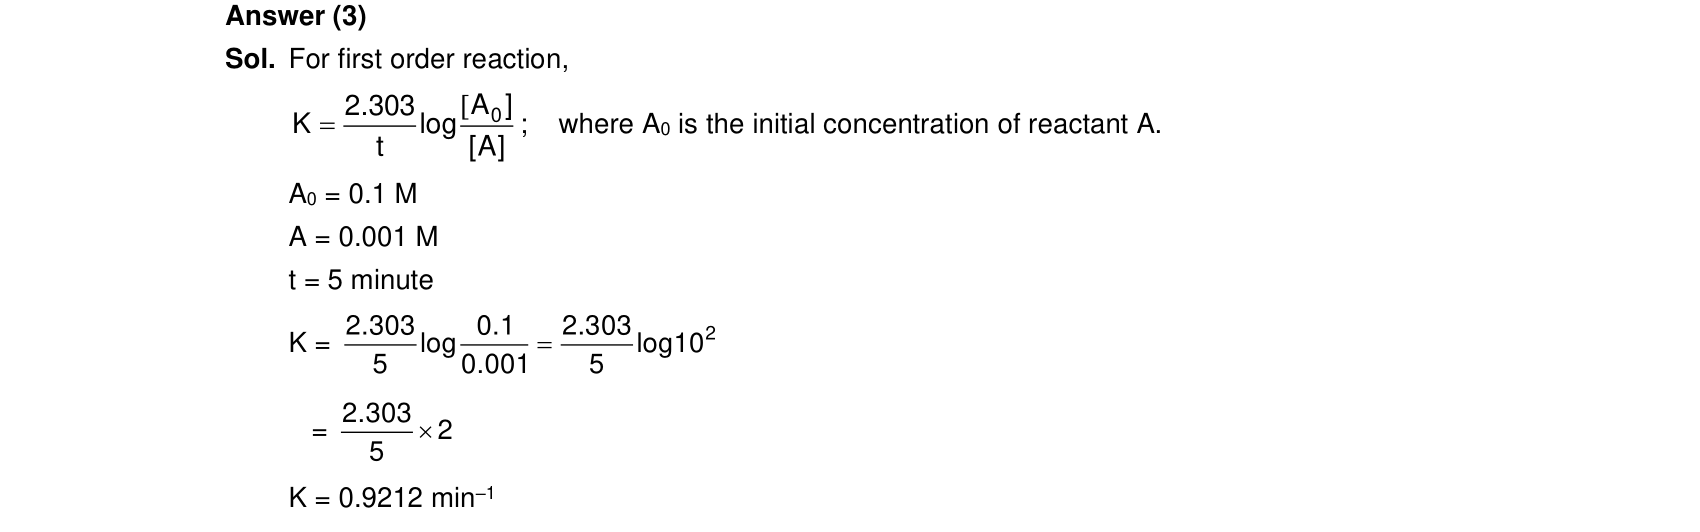 Answer (3)
Sol. For first order reaction,
K = 2.303/t log [A₀]/[A] ; where A₀ is the initial concentration of reactant A.
A₀ = 0.1 M
A = 0.001 M
t = 5 minute
K = 2.303/5 log 0.1/0.001 = 2.303/5 log10²
= 2.303/5 × 2
K = 0.9212 min⁻¹